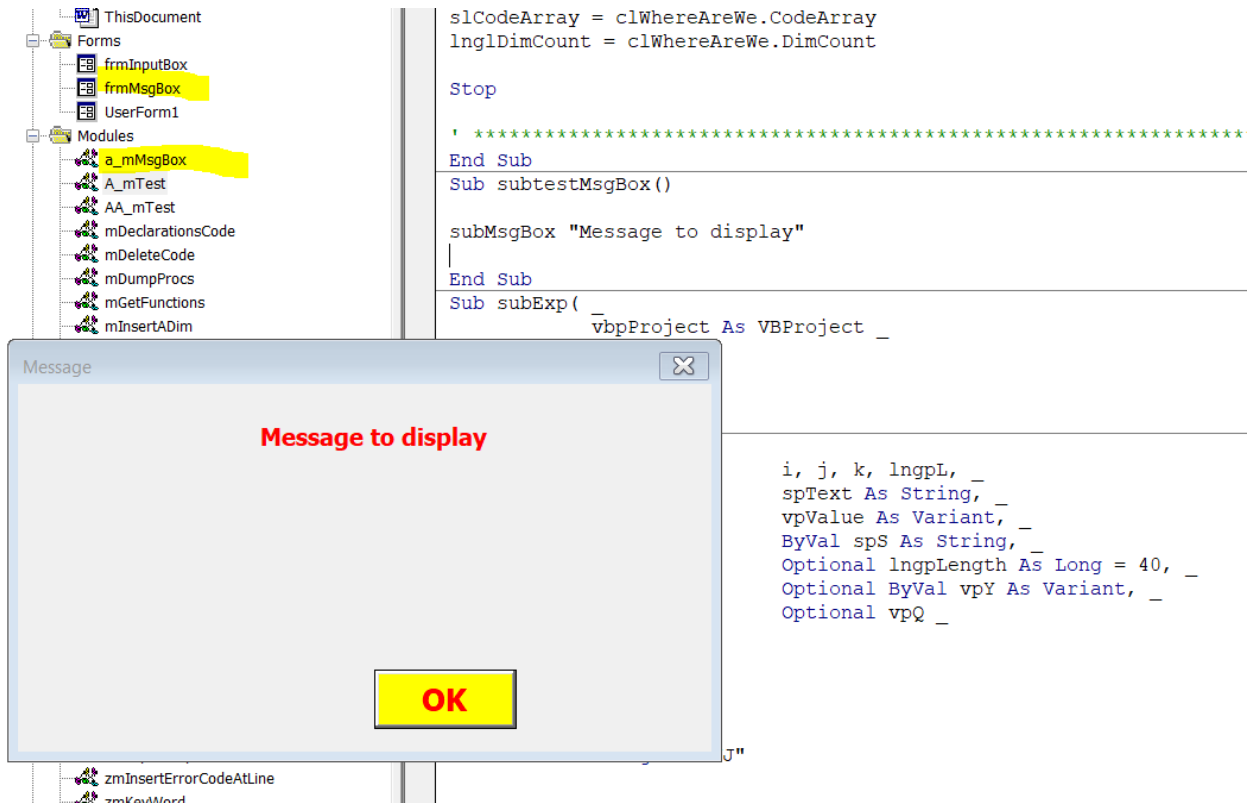 ThisDocument
Forms
frmInputBox
frmMsgBox
UserForm1
Modules
a_mMsgBox
A_mTest
AA_mTest
mDeclarationsCode
mDeleteCode
mDumpProcs
mGetFunctions
mInsertADim
slCodeArray = clWhereAreWe.CodeArray
lnglDimCount = clWhereAreWe.DimCount
Stop
' *****************************************************************
End Sub
Sub subtestMsgBox()
subMsgBox "Message to display"
End Sub
Sub subExp( _
vbpProject As VBProject _
Message
Message to display
OK
i, j, k, lngpL, _
spText As String, _
vpValue As Variant, _
ByVal spS As String, _
Optional lngpLength As Long = 40, _
Optional ByVal vpY As Variant, _
Optional vpQ _
J"
zmInsertErrorCodeAtLine
zmKeyWord